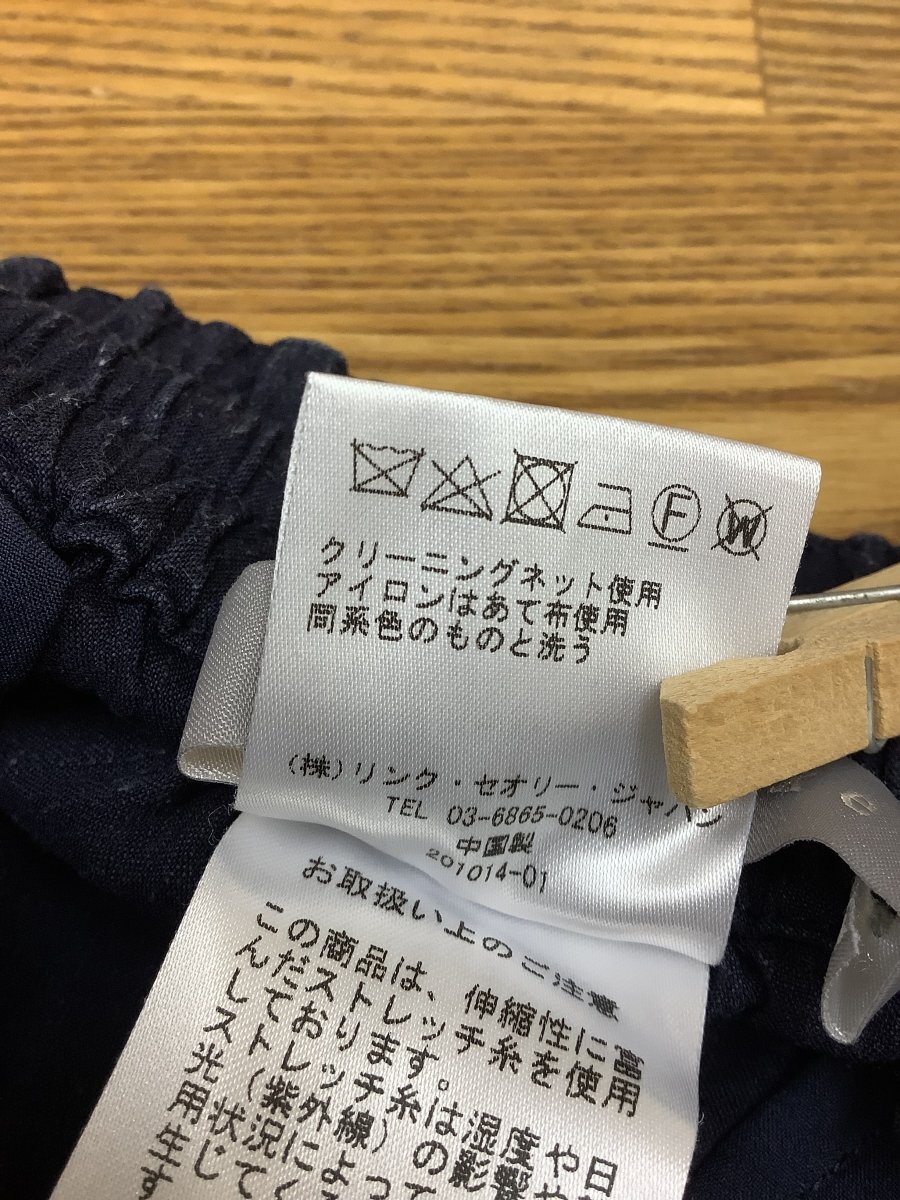 F
W
クリーニングネット使用
アイロンはあて布使用
同系色のものと洗う
(株)リンク・セオリー・ジャパン
TEL 03-6865-0206
中国製
201014-01
お取扱い上のご注意
この商品は、伸縮性に富
んだストレッチ糸を使用
しております。
ストレッチ糸は湿度や日
光(紫外線)の影響や
用状況によって
生じてく
す